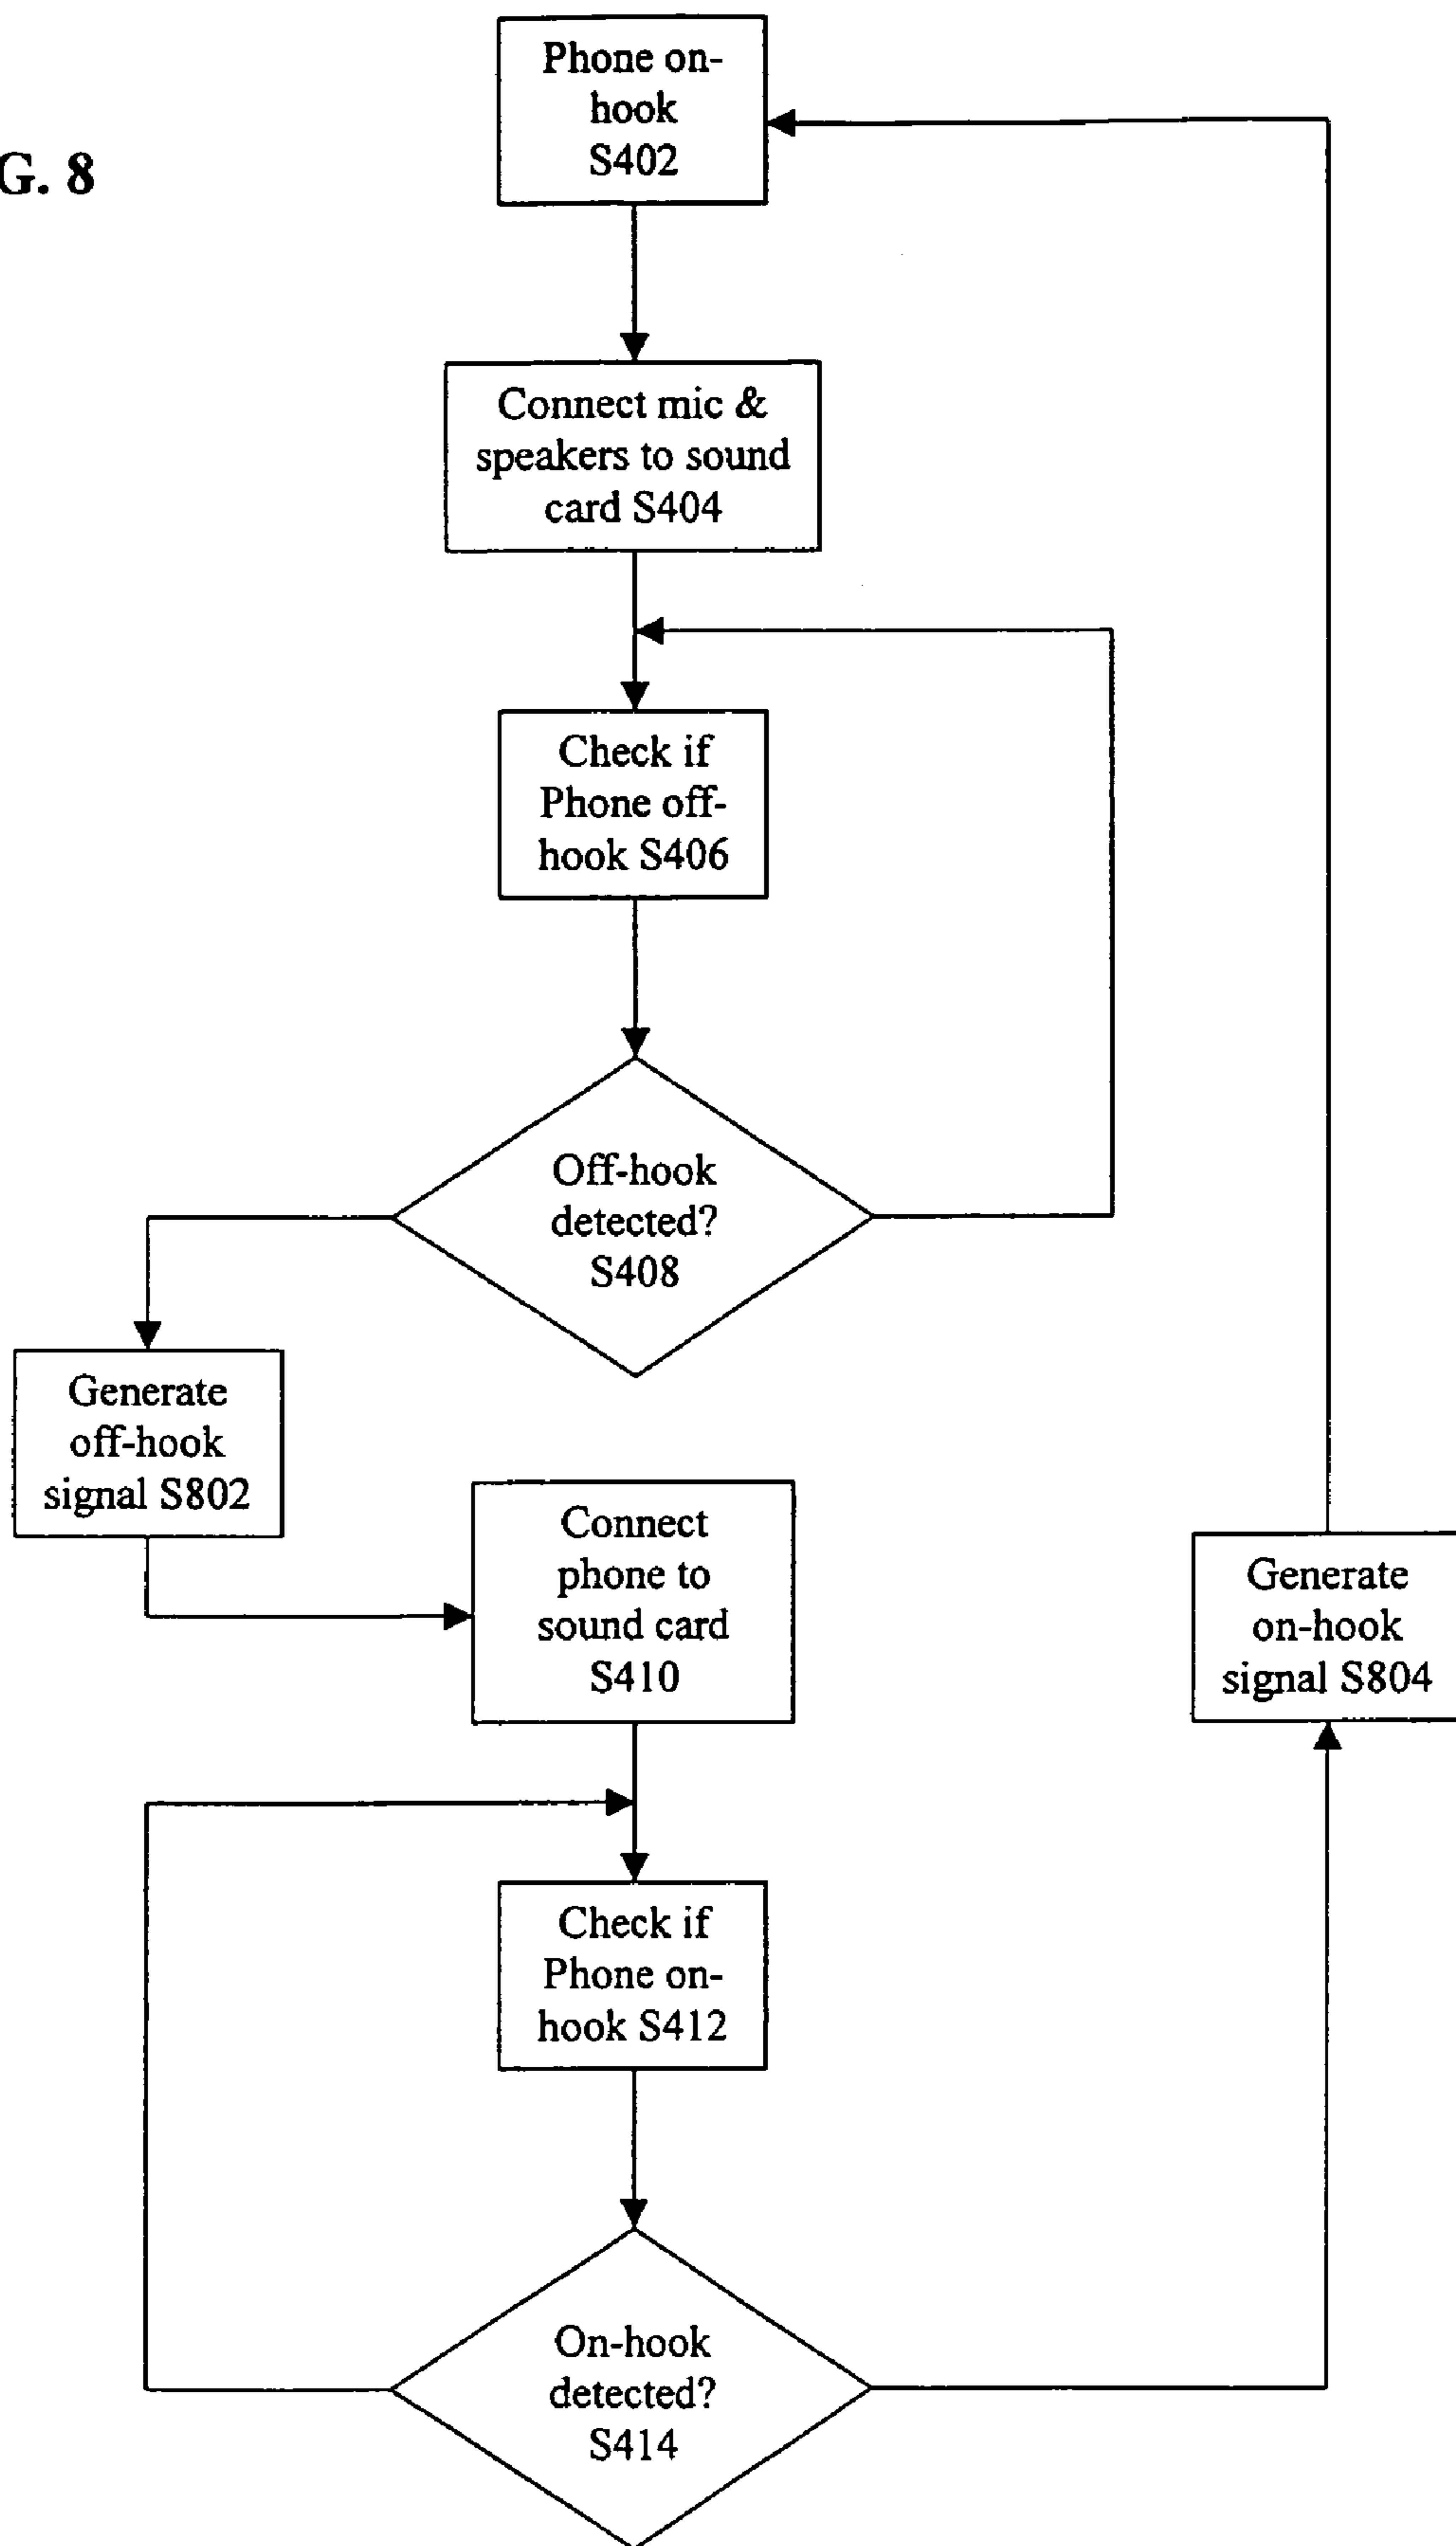 G. 8
Phone on-
hook
S402
Connect mic &
speakers to sound
card S404
Check if
Phone off-
hook S406
Off-hook
detected?
S408
Generate
off-hook
signal S802
Connect
phone to
sound card
S410
Generate
on-hook
signal S804
Check if
Phone on-
hook S412
On-hook
detected?
S414